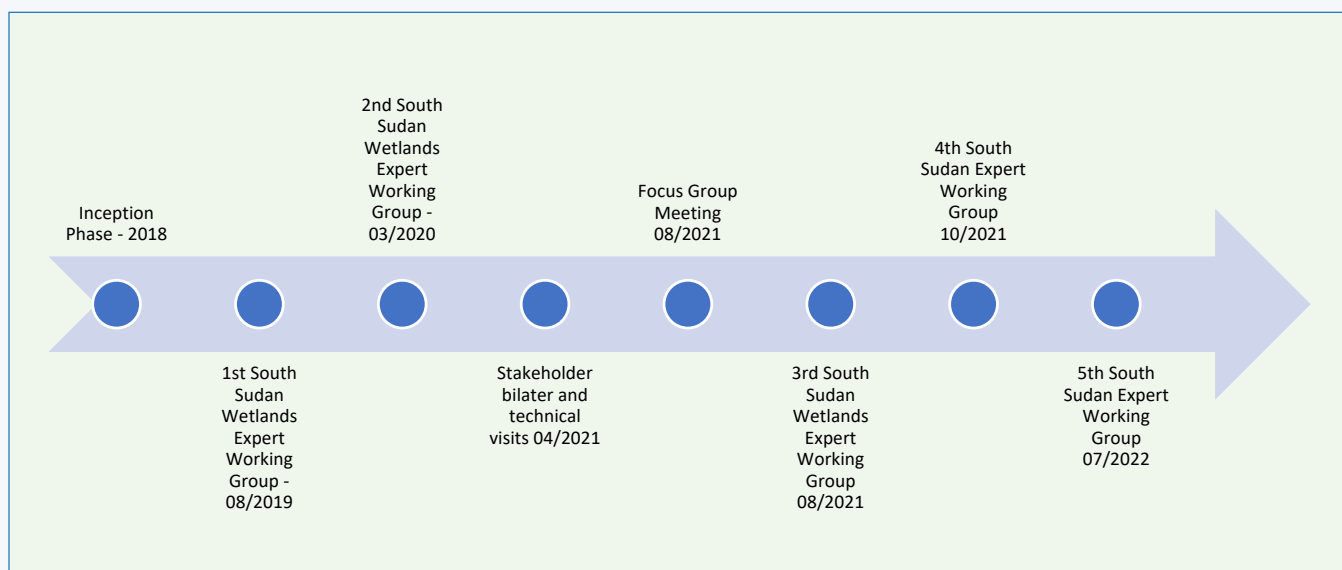 Inception
Phase - 2018
1st South
Sudan
Wetlands
Expert
Working
Group -
08/2019
2nd South
Sudan
Wetlands
Expert
Working
Group -
03/2020
Stakeholder
bilater and
technical
visits 04/2021
Focus Group
Meeting
08/2021
3rd South
Sudan
Wetlands
Expert
Working
Group
08/2021
4th South
Sudan Expert
Working
Group
10/2021
5th South
Sudan Expert
Working
Group
07/2022